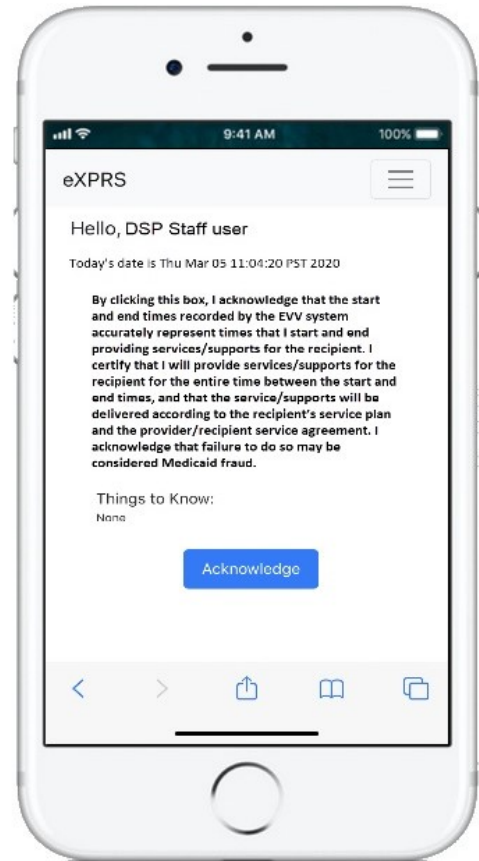 9:41 AM
100%
eXPRS
Hello, DSP Staff user
Today's date is Thu Mar 05 11:04:20 PST 2020
By clicking this box, I acknowledge that the start
and end times recorded by the EVV system
accurately represent times that I start and end
providing services/supports for the recipient. I
certify that I will provide services/supports for the
recipient for the entire time between the start and
end times, and that the service/supports will be
delivered according to the recipient's service plan
and the provider/recipient service agreement. I
acknowledge that failure to do so may be
considered Medicaid fraud.
Things to Know:
None
Acknowledge